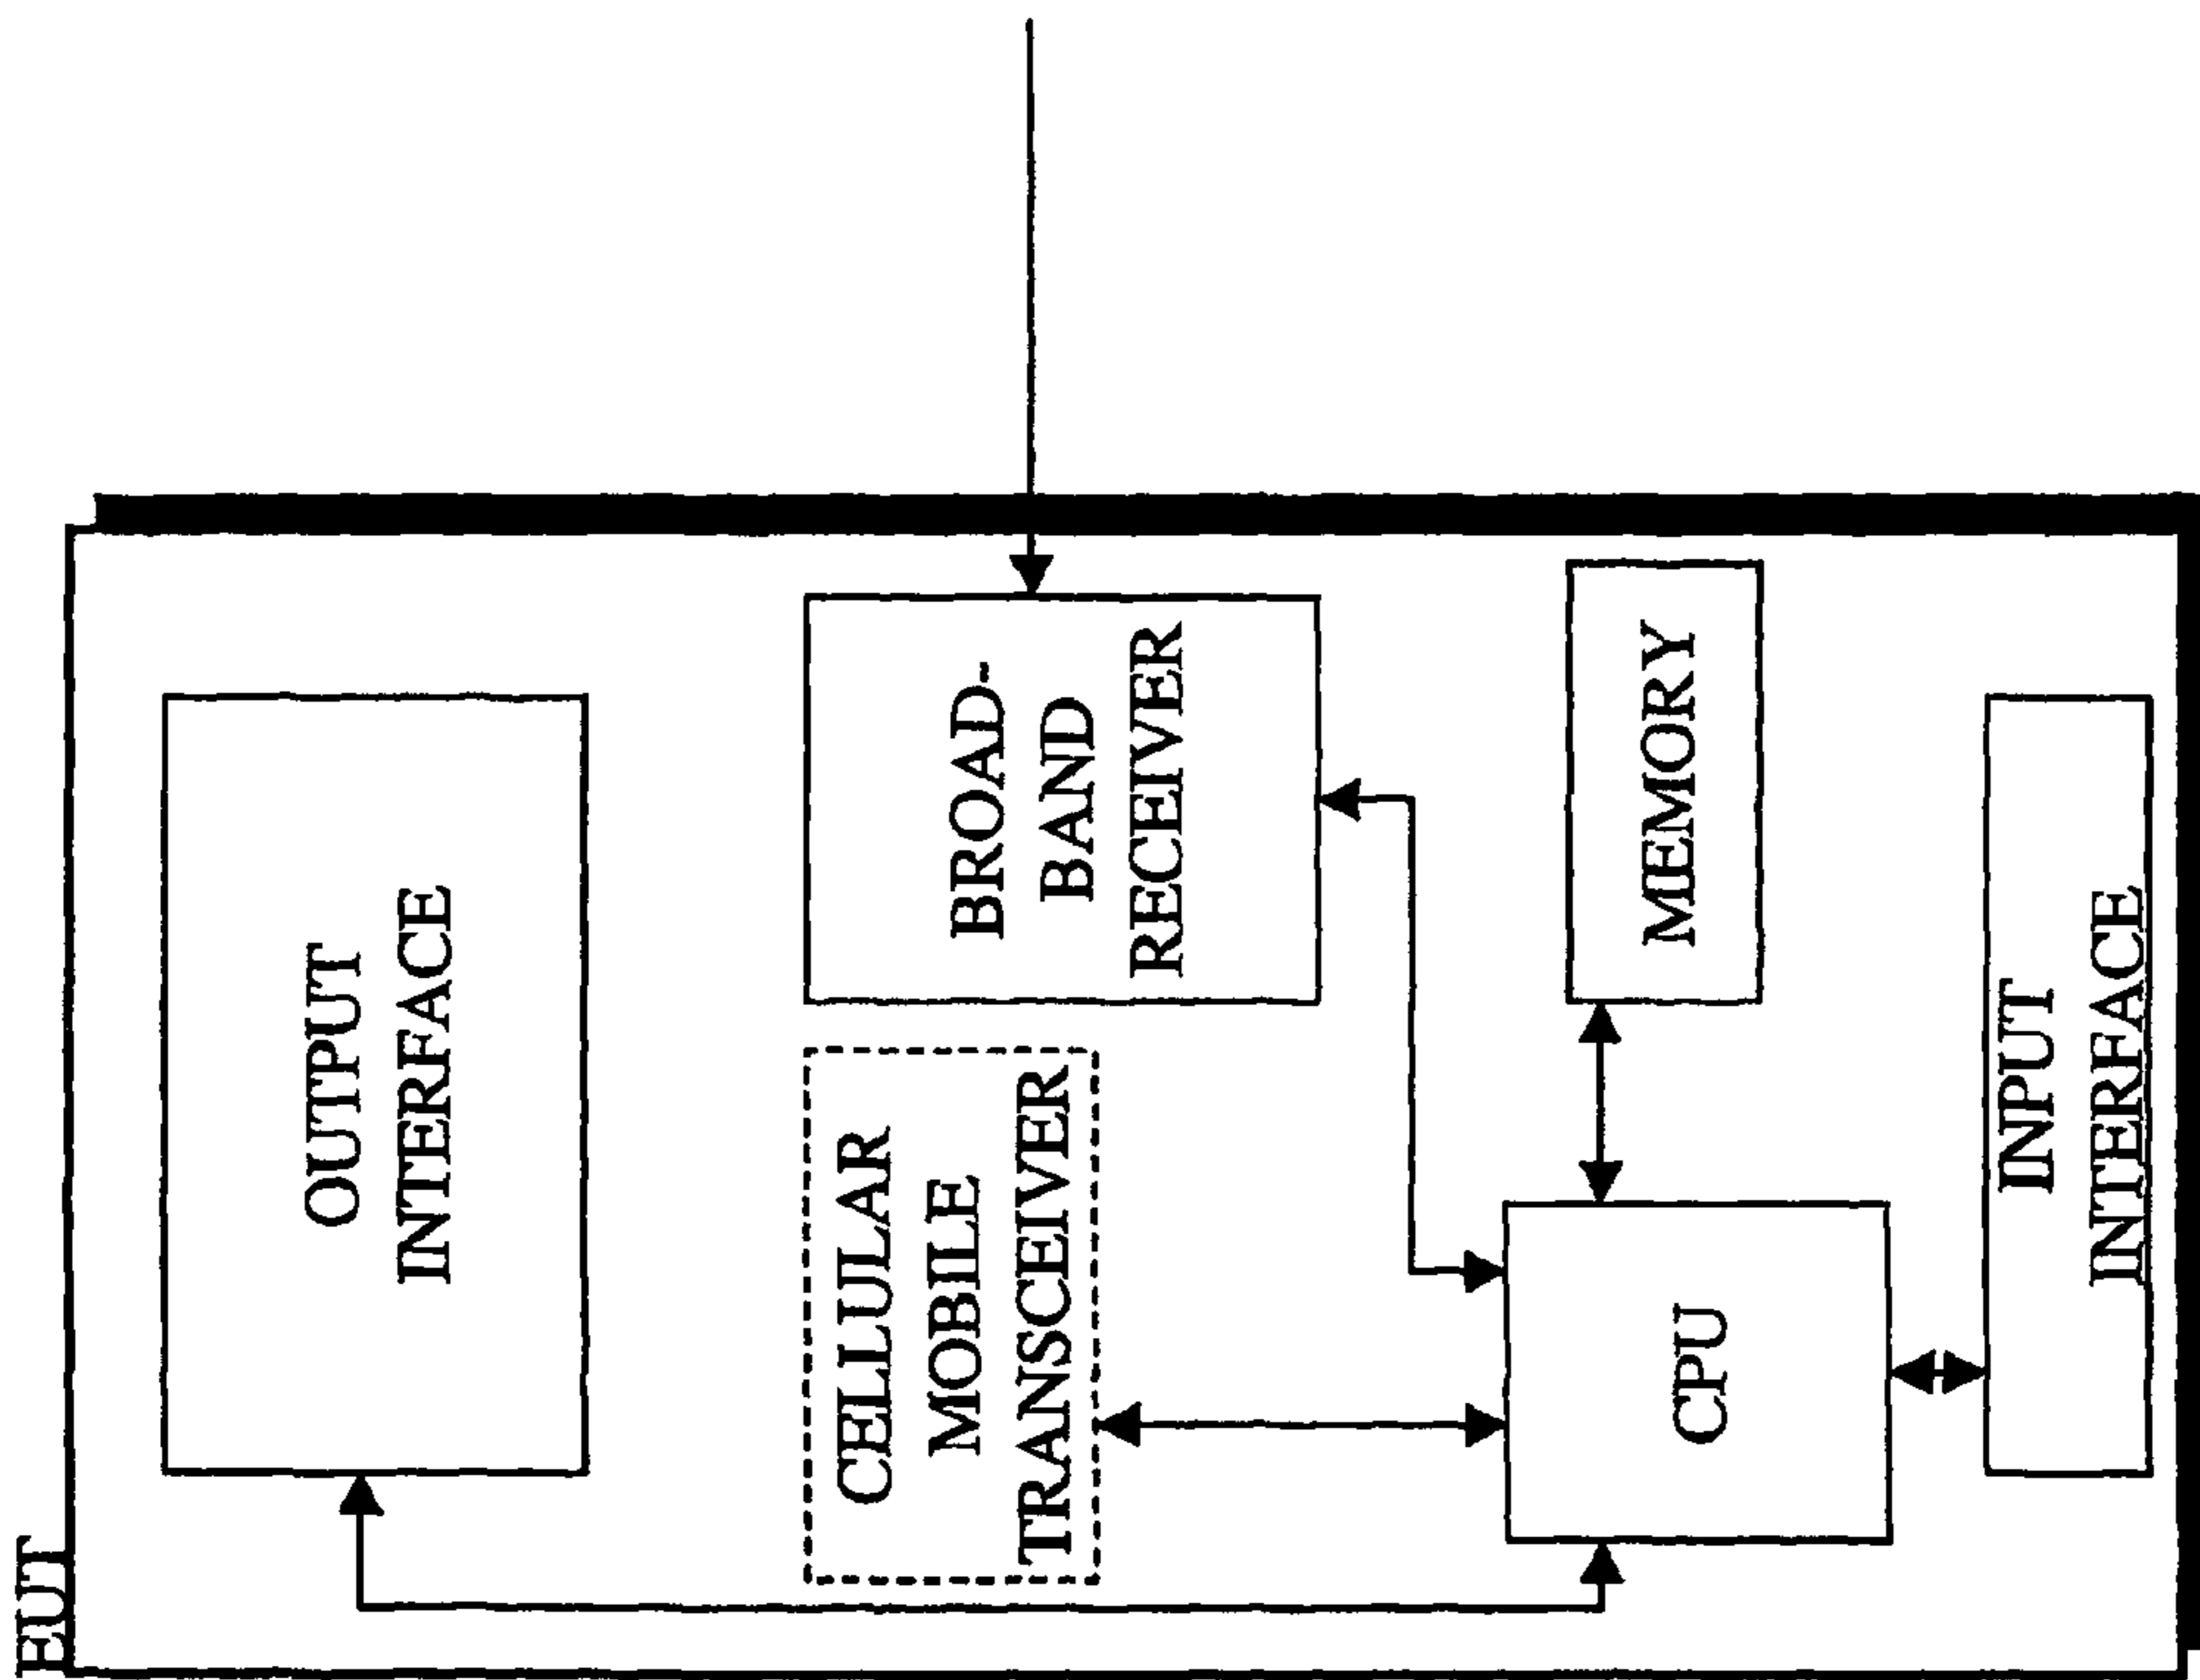 EUT
OUTPUT
INTERFACE
CELLULAR
MOBILE
TRANSCEIVER
BROAD-
BAND
RECEIVER
CPU
MEMORY
INPUT
INTERFACE